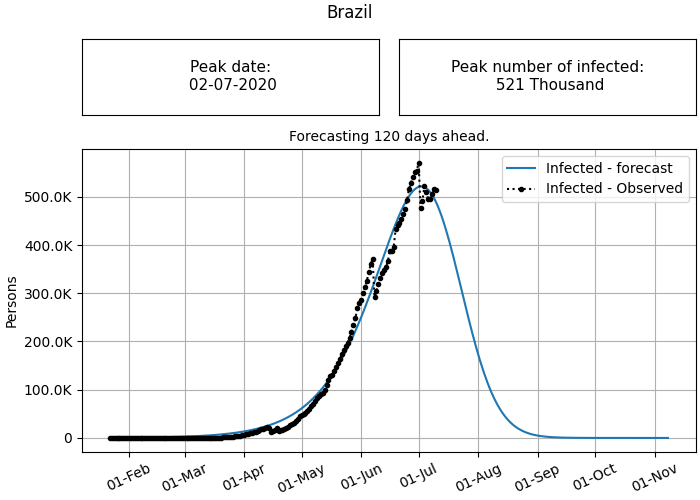 Brazil
Peak date:
02-07-2020
Peak number of infected:
521 Thousand
Forecasting 120 days ahead.
Infected - forecast
Infected - Observed
500.0K
400.0K
300.0K
200.0K
100.0K
0
Persons
01-Feb
01-Mar
01-Apr
01-May
01-Jun
01-Jul
01-Aug
01-Sep
01-Oct
01-Nov